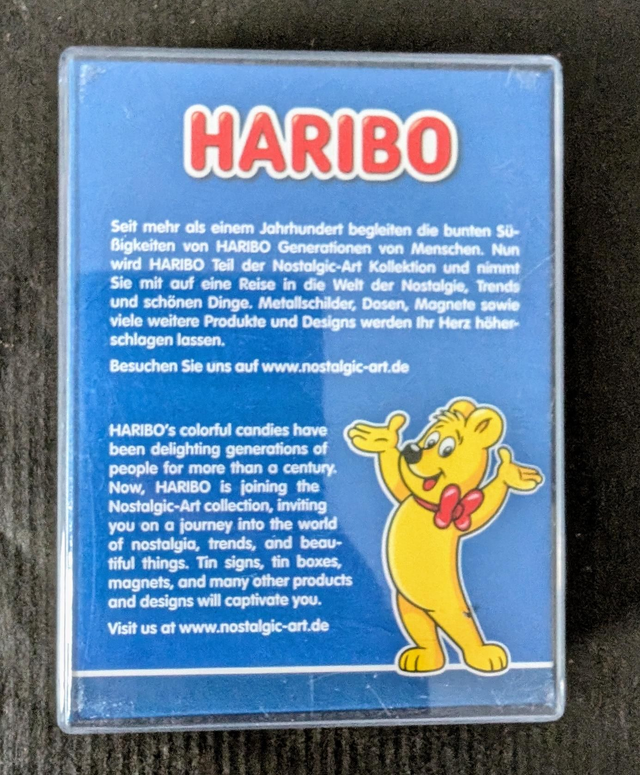 HARIBO
Seit mehr als einem Jahrhundert begleiten die bunten Sü-
ßigkeiten von HARIBO Generationen von Menschen. Nun
wird HARIBO Teil der Nostalgic-Art Kollektion und nimmt
Sie mit auf eine Reise in die Welt der Nostalgie, Trends
und schönen Dinge. Metallschilder, Dosen, Magnete sowie
viele weitere Produkte und Designs werden Ihr Herz höher-
schlagen lassen.
Besuchen Sie uns auf www.nostalgic-art.de
HARIBO's colorful candies have
been delighting generations of
people for more than a century.
Now, HARIBO is joining the
Nostalgic-Art collection, inviting
you on a journey into the world
of nostalgia, trends, and beau-
tiful things. Tin signs, tin boxes,
magnets, and many other products
and designs will captivate you.
Visit us at www.nostalgic-art.de